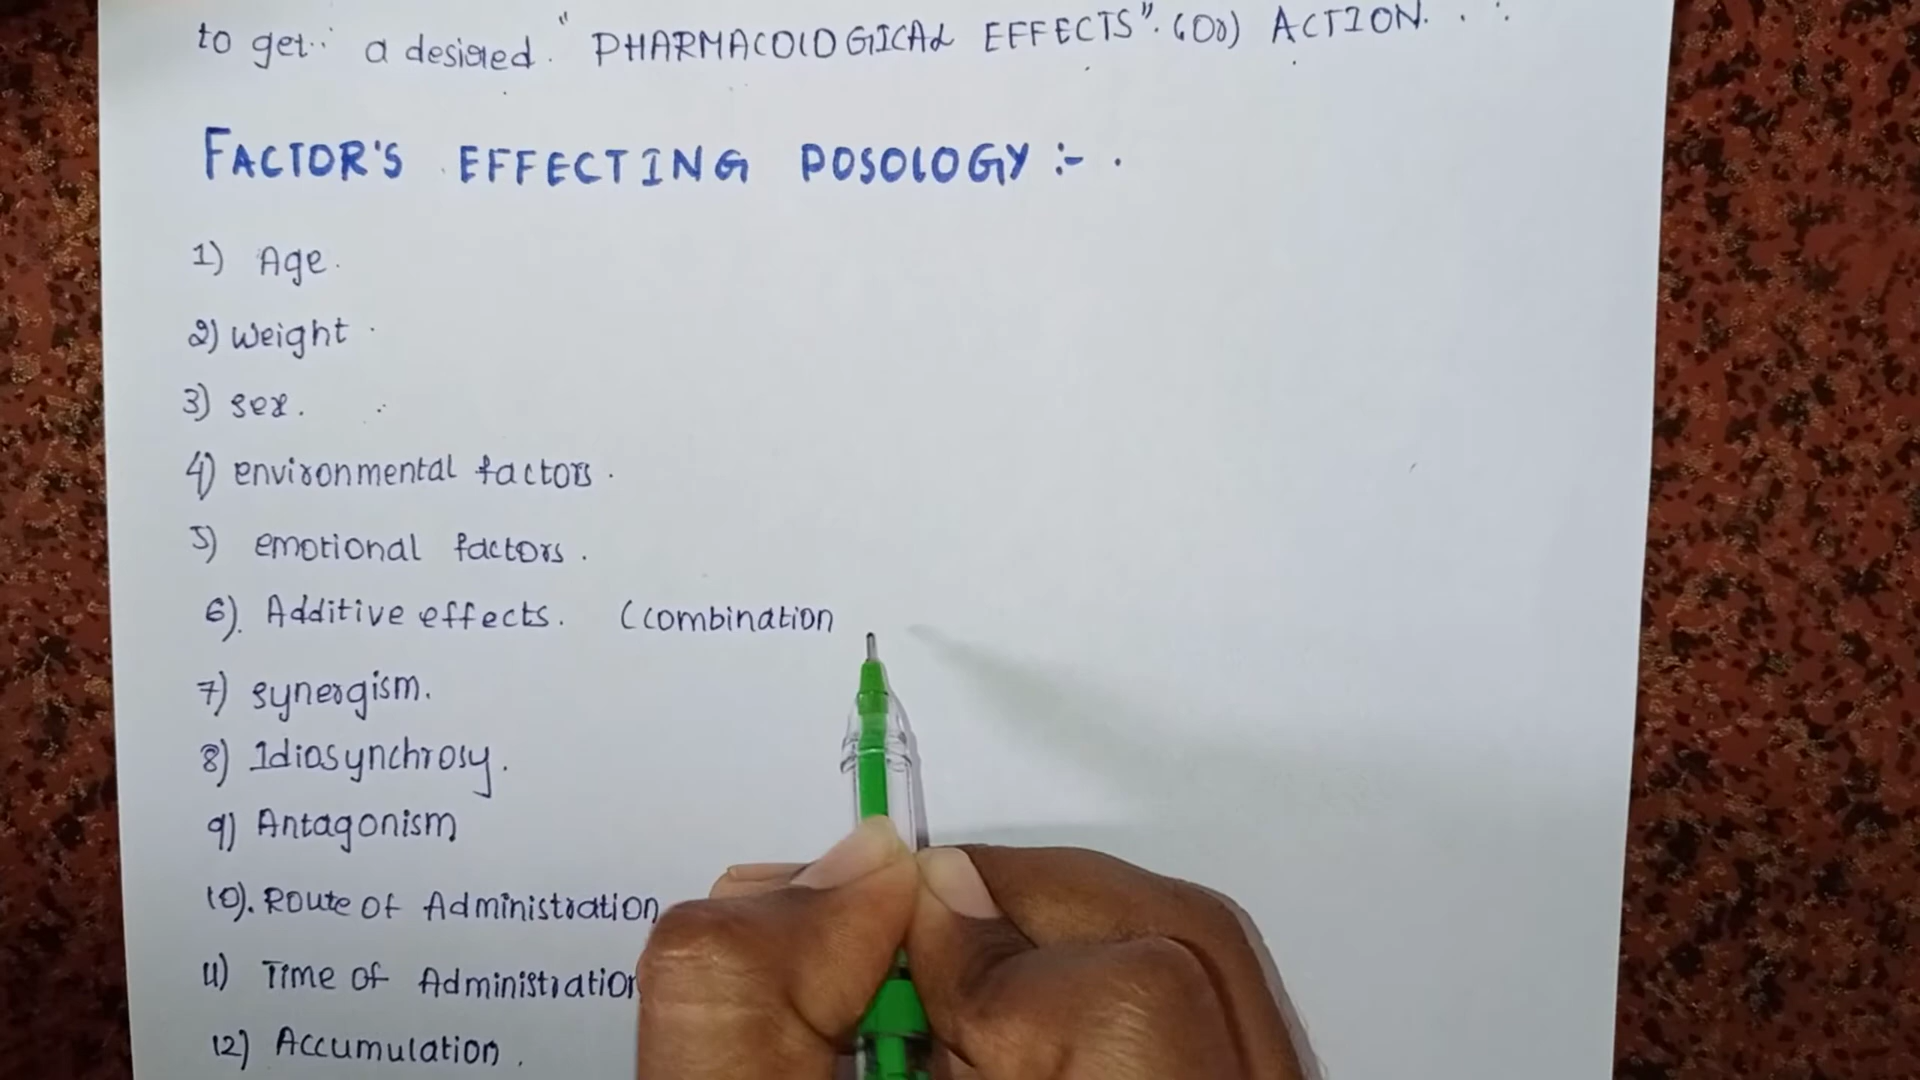 to get a desired "PHARMACOLOGICAL EFFECTS". (Or) ACTION.
FACTOR'S EFFECTING POSOLOGY :-
1) Age.
2) Weight
3) sex.
4) environmental factors.
5) emotional factors.
6). Additive effects. (combination
7) synergism.
8) Idiosynchrosy.
9) Antagonism
10). Route of Administration
11) Time of Administration
12) Accumulation.